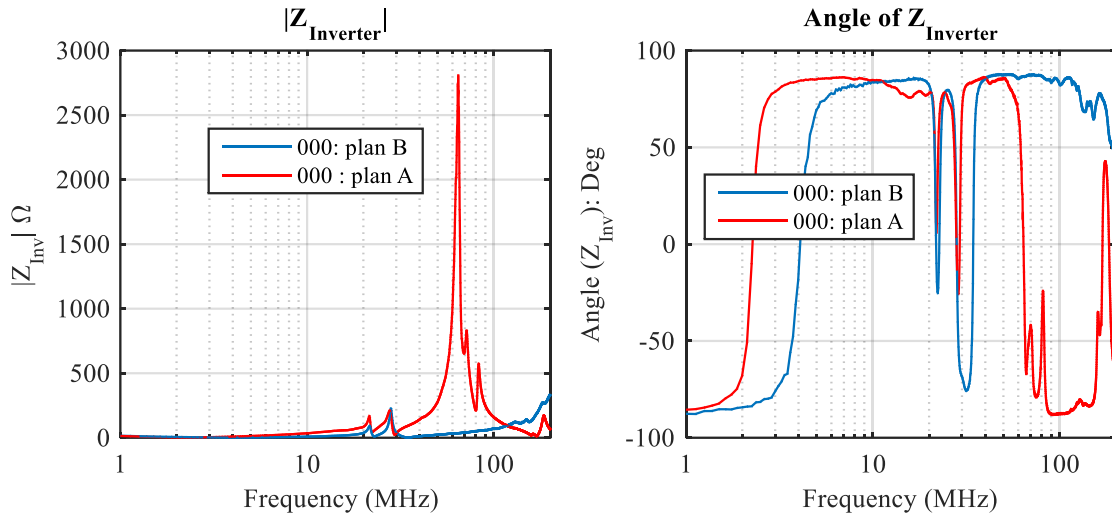 |Z_Inverter|
3000
2500
2000
1500
1000
500
0
|Z_Inv| Ω
000: plan B
000 : plan A
1
10
100
Frequency (MHz)
Angle of Z_Inverter
100
50
0
-50
-100
Angle (Z_Inv): Deg
000: plan B
000: plan A
1
10
100
Frequency (MHz)